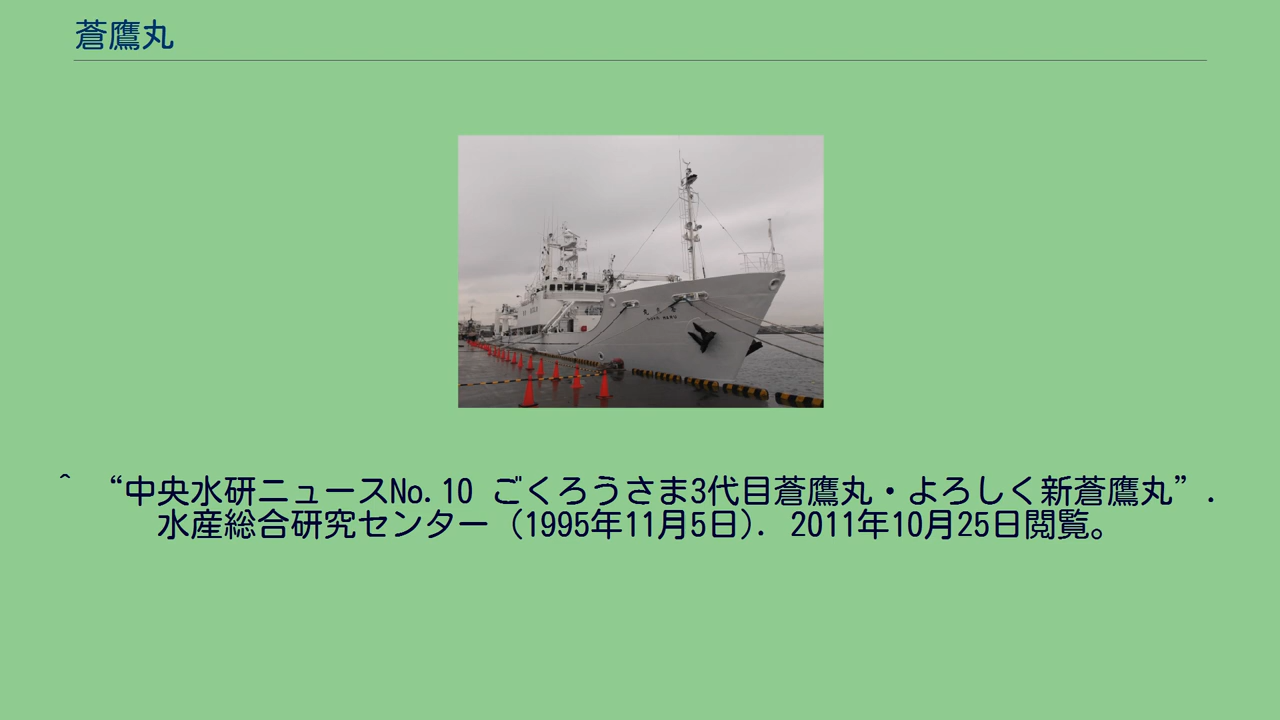 蒼鷹丸
^ “中央水研ニュースNo.10 ごくろうさま3代目蒼鷹丸・よろしく新蒼鷹丸”.
水産総合研究センター (1995年11月5日). 2011年10月25日閲覧。